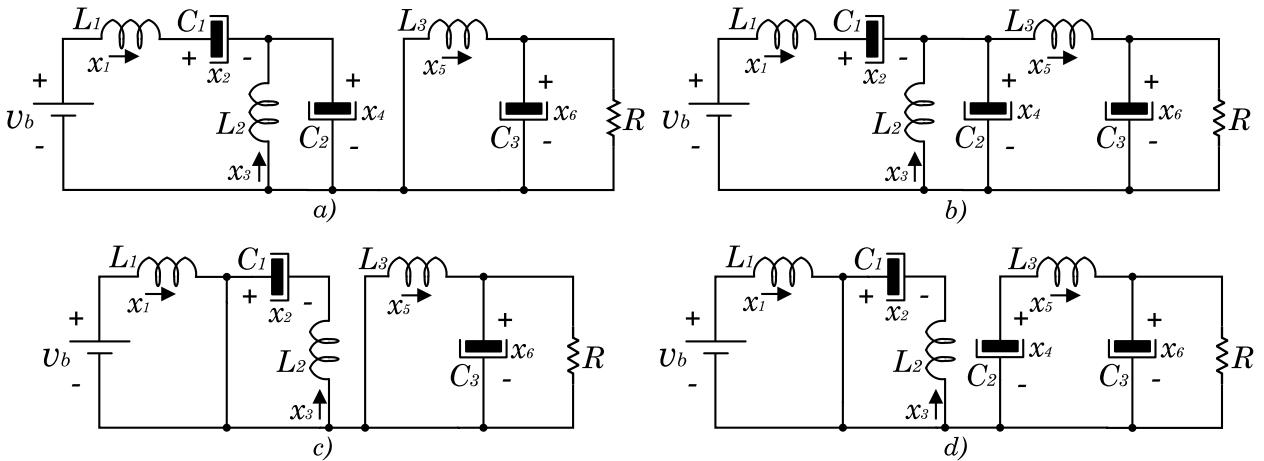 L1 C1 L3 L1 C1 L3
x1 + x2 - x5 x1 + x2 - x5
+ + + + + +
vb L2 C2 x4 C3 x6 R vb L2 C2 x4 C3 x6 R
- x3 - - - x3 - -
a) b)
L1 C1 L3 L1 C1 L3
x1 + x2 - x5 x1 + x2 - x5
+ + + + +
vb L2 C3 x6 R vb L2 C2 x4 C3 x6 R
- x3 - - x3 - -
c) d)